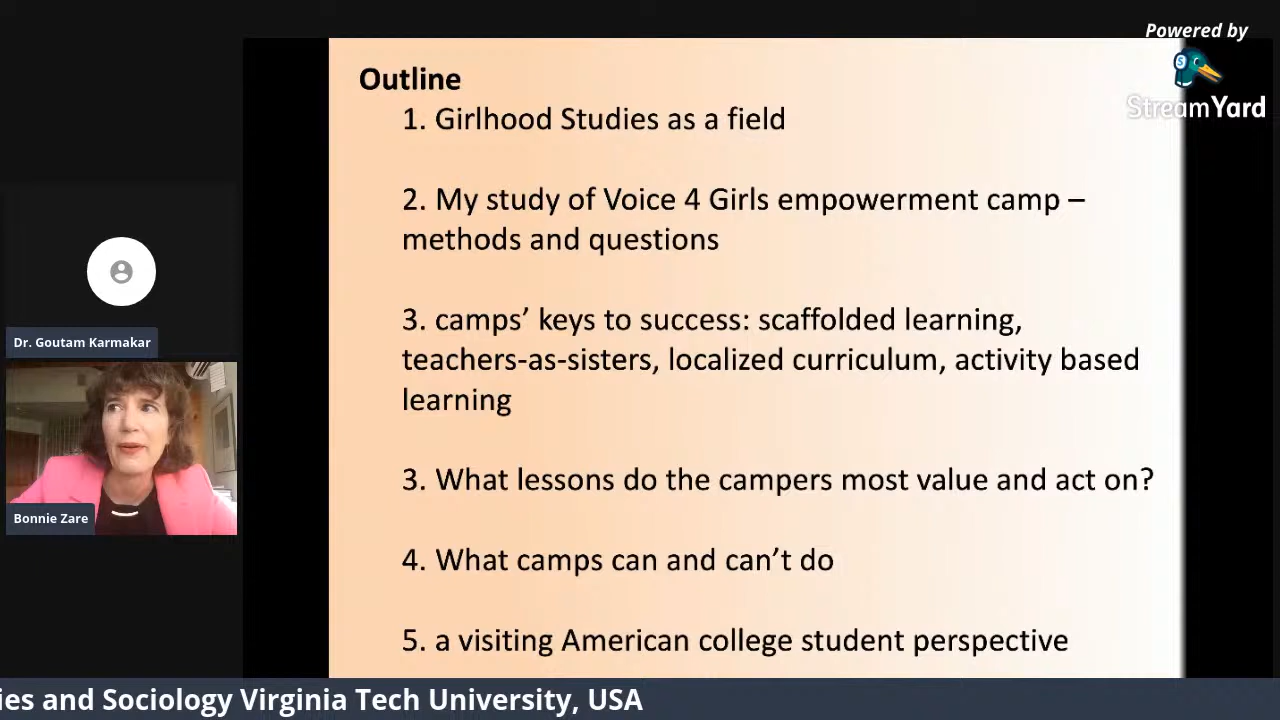 Powered by
StreamYard
Outline
1. Girlhood Studies as a field
2. My study of Voice 4 Girls empowerment camp –
methods and questions
3. camps’ keys to success: scaffolded learning,
teachers-as-sisters, localized curriculum, activity based
learning
3. What lessons do the campers most value and act on?
4. What camps can and can’t do
5. a visiting American college student perspective
Dr. Goutam Karmakar
Bonnie Zare
ies and Sociology Virginia Tech University, USA